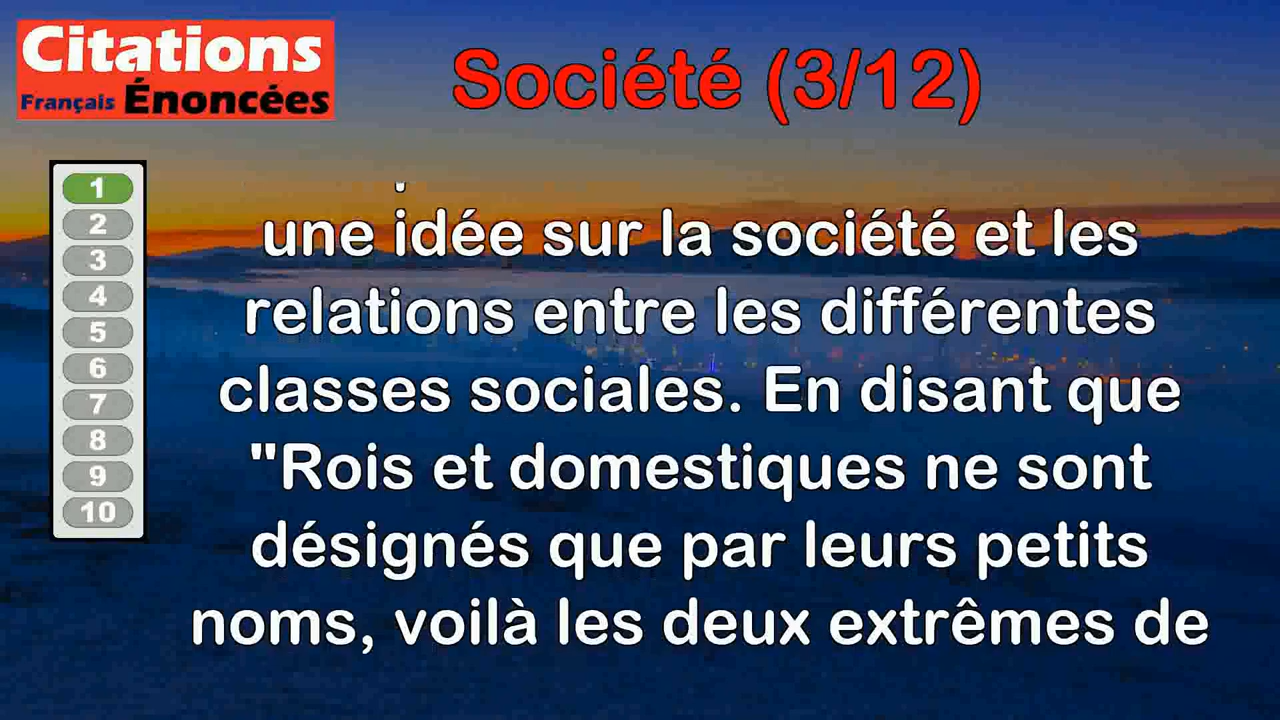 Citations
Français Énoncées
Société (3/12)
1
2
3
4
5
6
7
8
9
10
une idée sur la société et les
relations entre les différentes
classes sociales. En disant que
"Rois et domestiques ne sont
désignés que par leurs petits
noms, voilà les deux extrêmes de